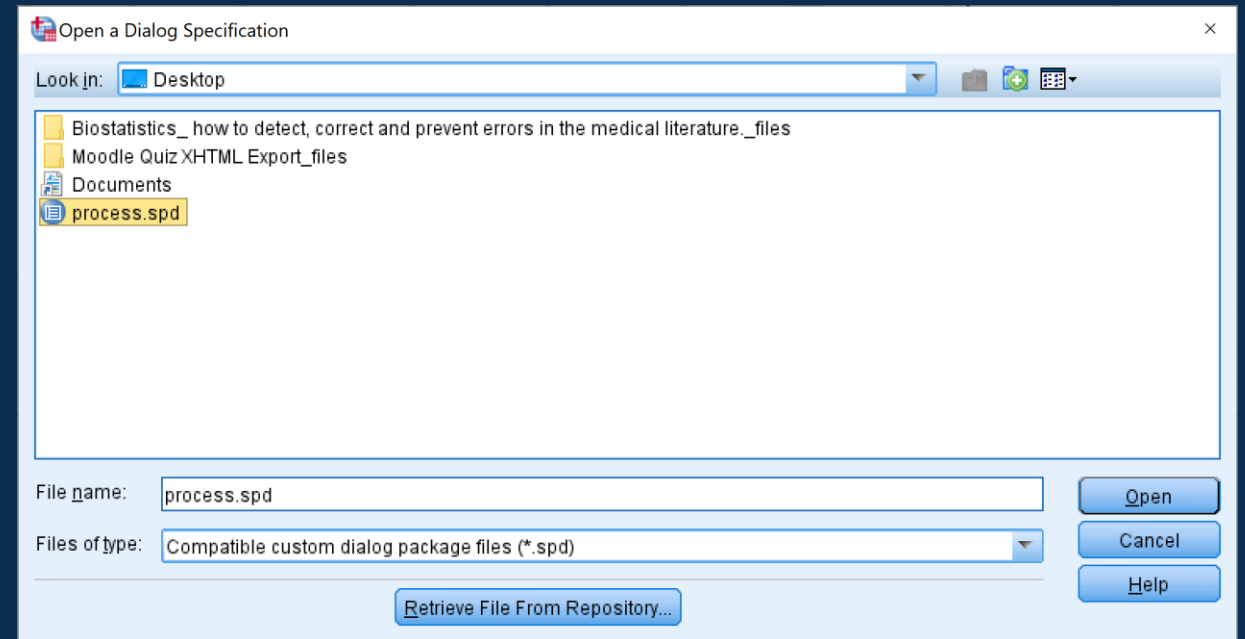 Open a Dialog Specification
Look in: Desktop
Biostatistics_ how to detect, correct and prevent errors in the medical literature._files
Moodle Quiz XHTML Export_files
Documents
process.spd
File name: process.spd
Open
Files of type: Compatible custom dialog package files (*.spd)
Cancel
Help
Retrieve File From Repository...